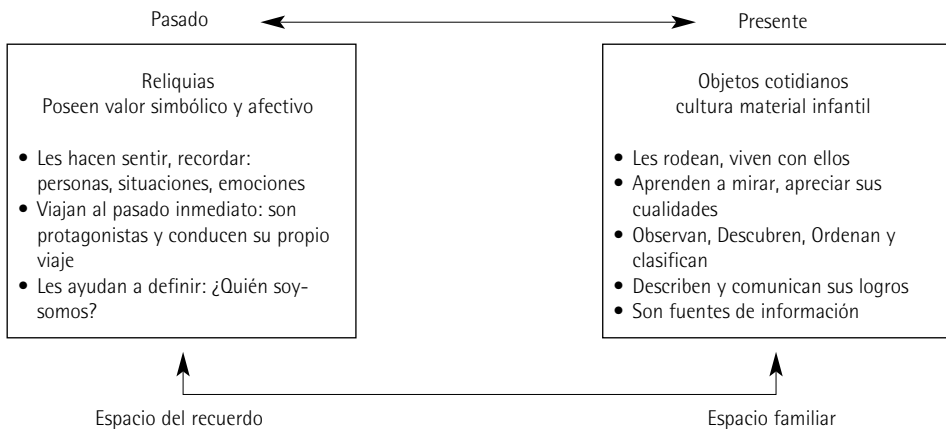 Pasado
Presente
Reliquias
Poseen valor simbólico y afectivo
• Les hacen sentir, recordar:
personas, situaciones, emociones
• Viajan al pasado inmediato: son
protagonistas y conducen su propio
viaje
• Les ayudan a definir: ¿Quién soy-
somos?
Objetos cotidianos
cultura material infantil
• Les rodean, viven con ellos
• Aprenden a mirar, apreciar sus
cualidades
• Observan, Descubren, Ordenan y
clasifican
• Describen y comunican sus logros
• Son fuentes de información
Espacio del recuerdo
Espacio familiar